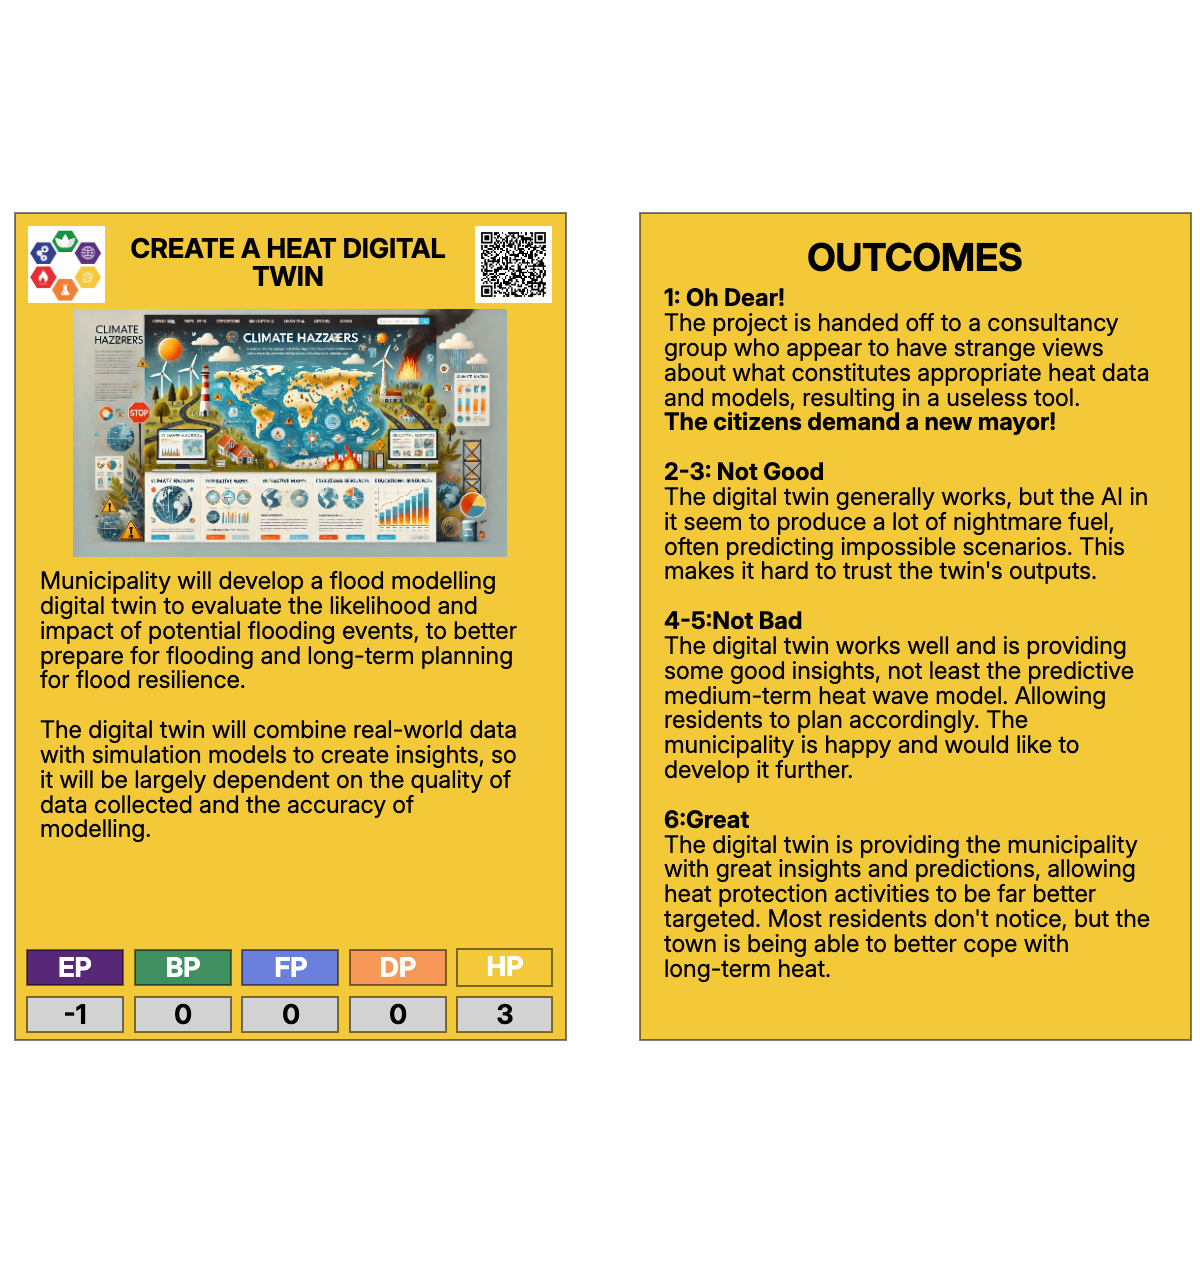 CREATE A HEAT DIGITAL
TWIN
CLIMATE
HAZƧRERS
CLIMATE HAZZRERS
STOP
Municipality will develop a flood modelling
digital twin to evaluate the likelihood and
impact of potential flooding events, to better
prepare for flooding and long-term planning
for flood resilience.
The digital twin will combine real-world data
with simulation models to create insights, so
it will be largely dependent on the quality of
data collected and the accuracy of
modelling.
EP BP FP DP HP
-1 0 0 0 3
OUTCOMES
1: Oh Dear!
The project is handed off to a consultancy
group who appear to have strange views
about what constitutes appropriate heat data
and models, resulting in a useless tool.
The citizens demand a new mayor!
2-3: Not Good
The digital twin generally works, but the AI in
it seem to produce a lot of nightmare fuel,
often predicting impossible scenarios. This
makes it hard to trust the twin's outputs.
4-5:Not Bad
The digital twin works well and is providing
some good insights, not least the predictive
medium-term heat wave model. Allowing
residents to plan accordingly. The
municipality is happy and would like to
develop it further.
6:Great
The digital twin is providing the municipality
with great insights and predictions, allowing
heat protection activities to be far better
targeted. Most residents don't notice, but the
town is being able to better cope with
long-term heat.